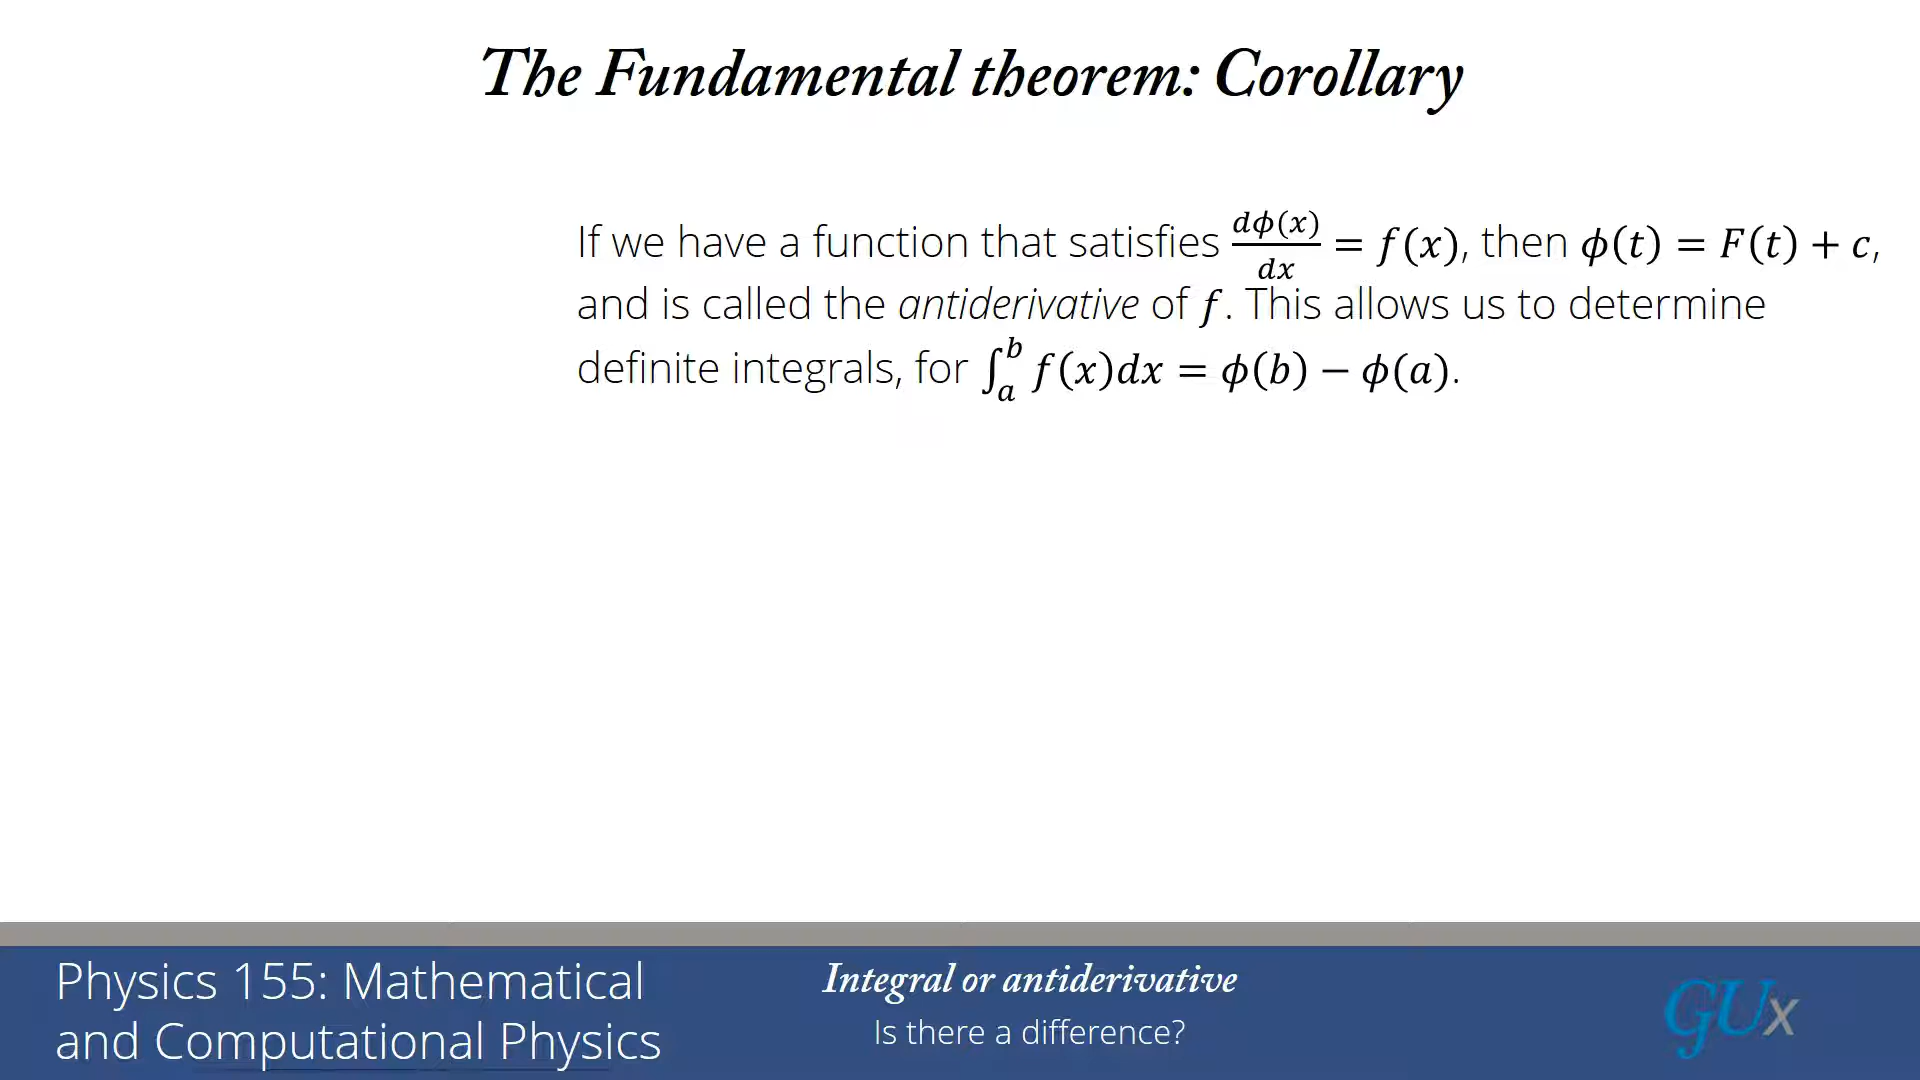 The Fundamental theorem: Corollary
If we have a function that satisfies \frac{dϕ(x)}{dx} = f(x), then ϕ(t) = F(t) + c,
and is called the antiderivative of f. This allows us to determine
definite integrals, for ∫_a^b f(x)dx = ϕ(b) − ϕ(a).
Physics 155: Mathematical
and Computational Physics
Integral or antiderivative
Is there a difference?
GUx